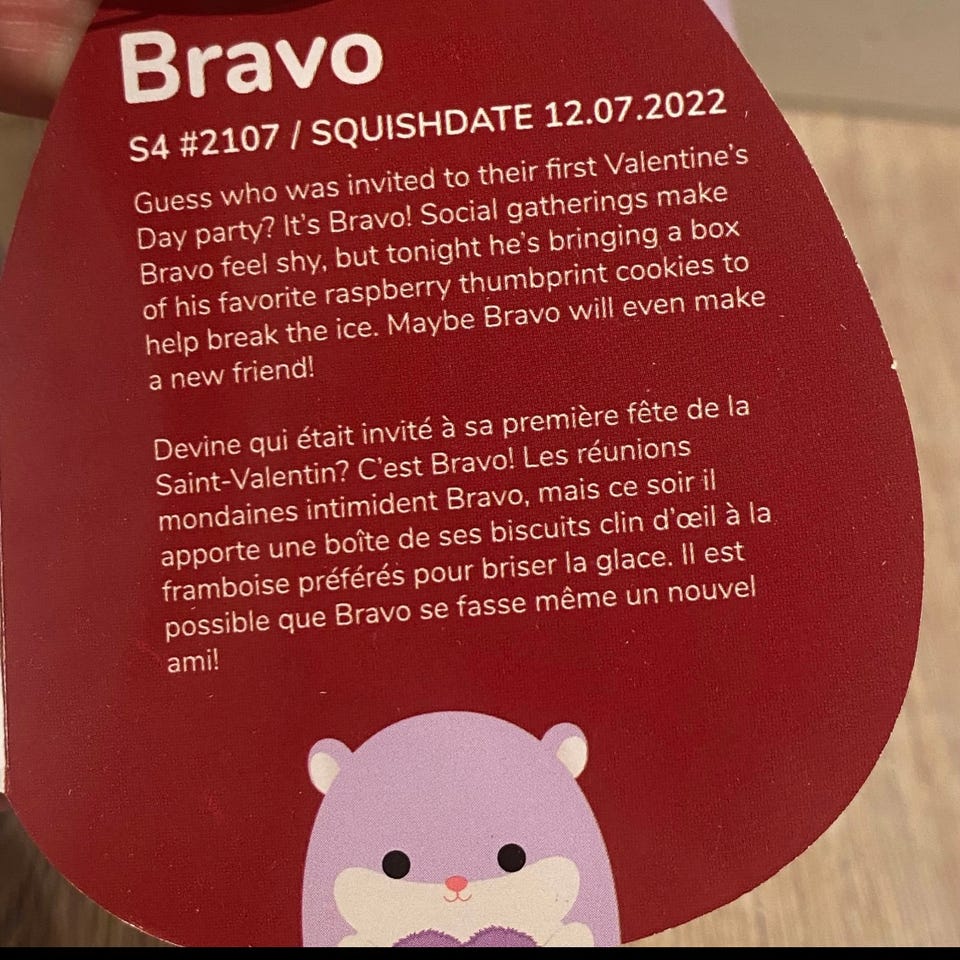 Bravo
S4 #2107 / SQUISHDATE 12.07.2022
Guess who was invited to their first Valentine's
Day party? It's Bravo! Social gatherings make
Bravo feel shy, but tonight he's bringing a box
of his favorite raspberry thumbprint cookies to
help break the ice. Maybe Bravo will even make
a new friend!
Devine qui était invité à sa première fête de la
Saint-Valentin? C'est Bravo! Les réunions
mondaines intimident Bravo, mais ce soir il
apporte une boîte de ses biscuits clin d'œil à la
framboise préférés pour briser la glace. Il est
possible que Bravo se fasse même un nouvel
ami!